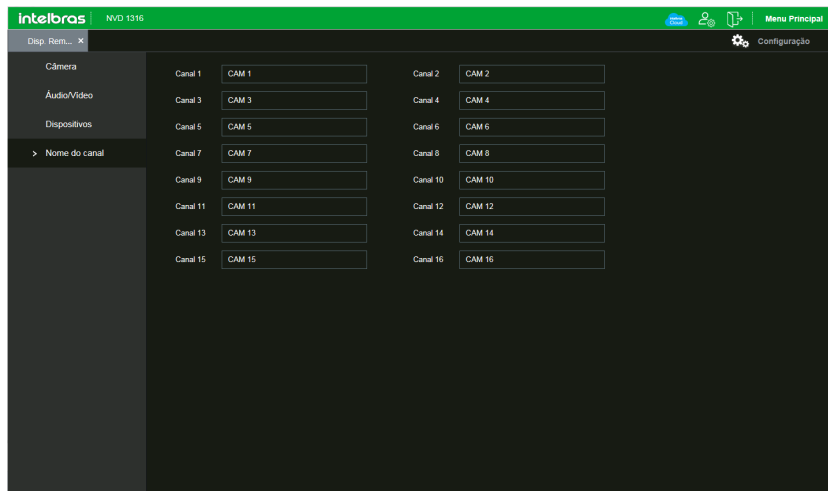 intelbras NVD 1316 intelbras Cloud Menu Principal
Disp. Rem... × Configuração
Câmera
Áudio/Vídeo
Dispositivos
> Nome do canal
Canal 1 CAM 1 Canal 2 CAM 2
Canal 3 CAM 3 Canal 4 CAM 4
Canal 5 CAM 5 Canal 6 CAM 6
Canal 7 CAM 7 Canal 8 CAM 8
Canal 9 CAM 9 Canal 10 CAM 10
Canal 11 CAM 11 Canal 12 CAM 12
Canal 13 CAM 13 Canal 14 CAM 14
Canal 15 CAM 15 Canal 16 CAM 16